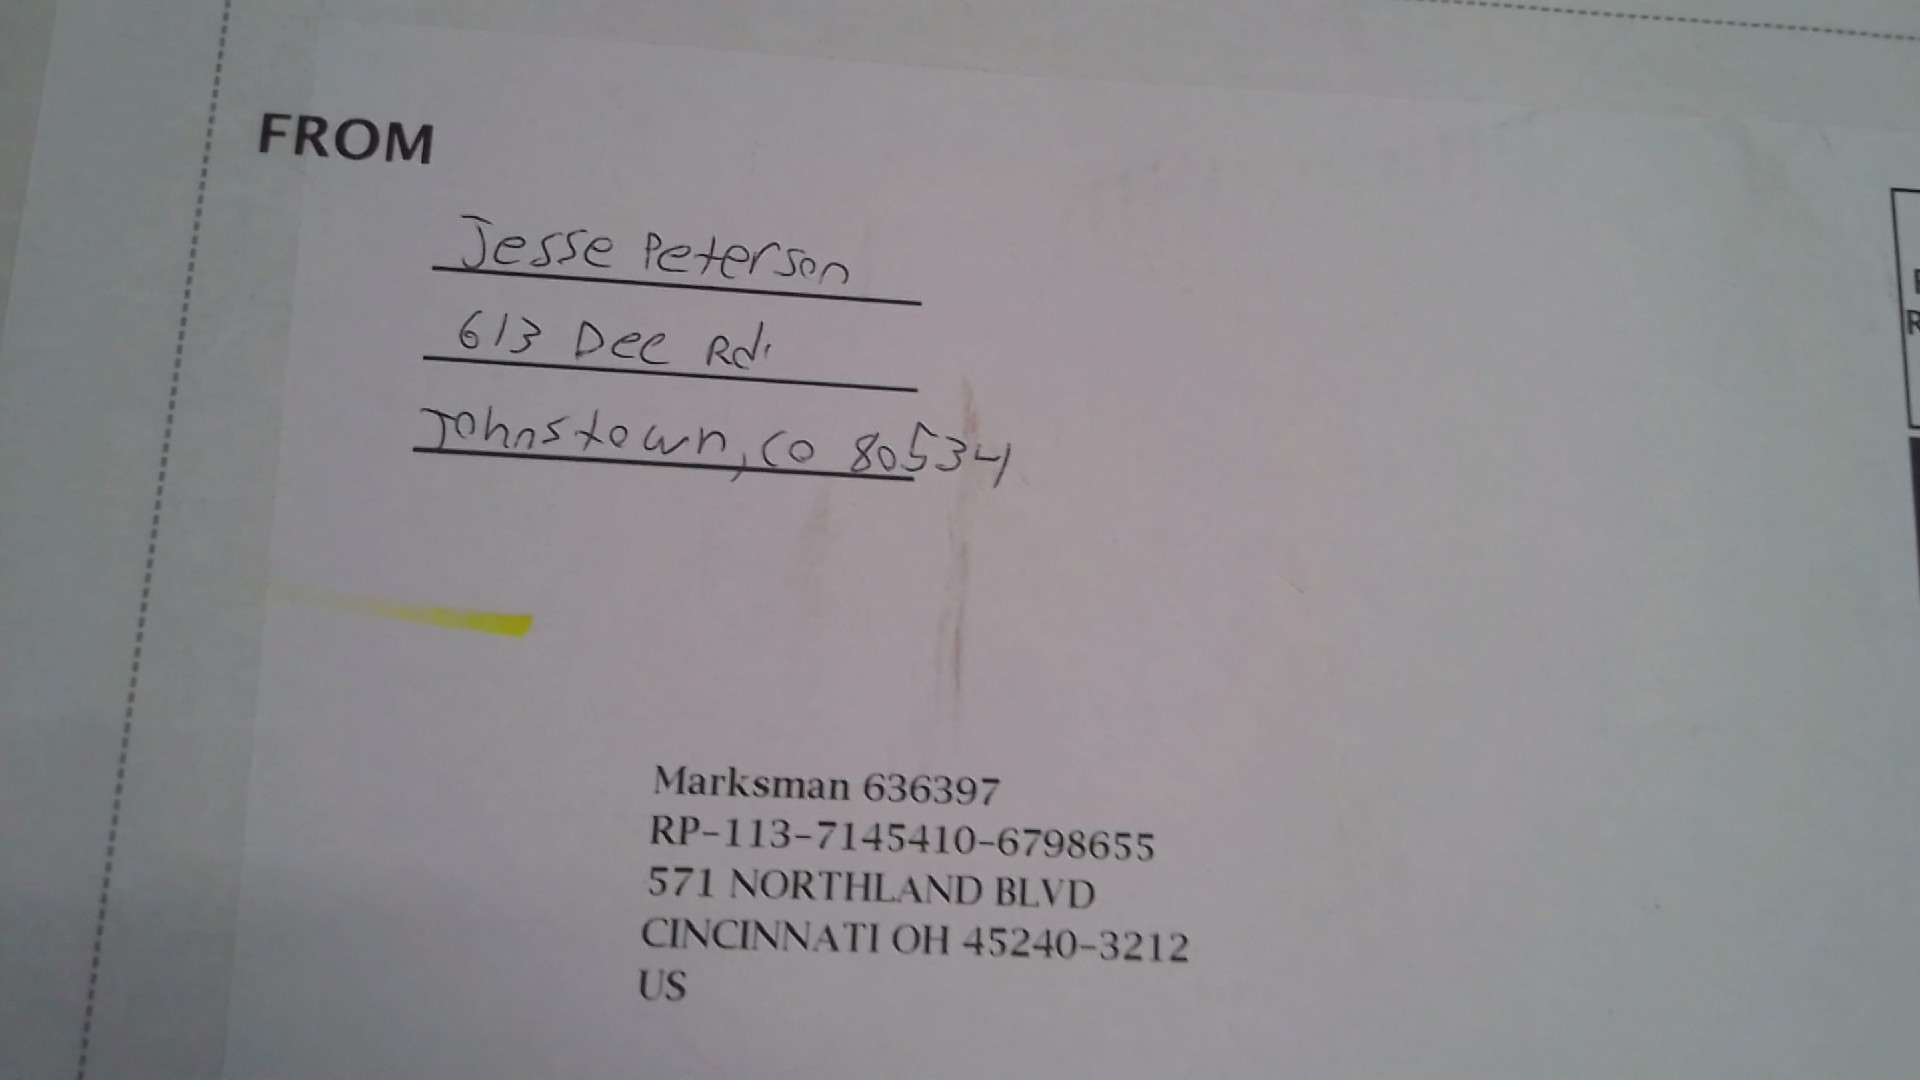 FROM
Jesse Peterson
613 Dee Rd.
Johnstown, CO 80534
Marksman 636397
RP-113-7145410-6798655
571 NORTHLAND BLVD
CINCINNATI OH 45240-3212
US